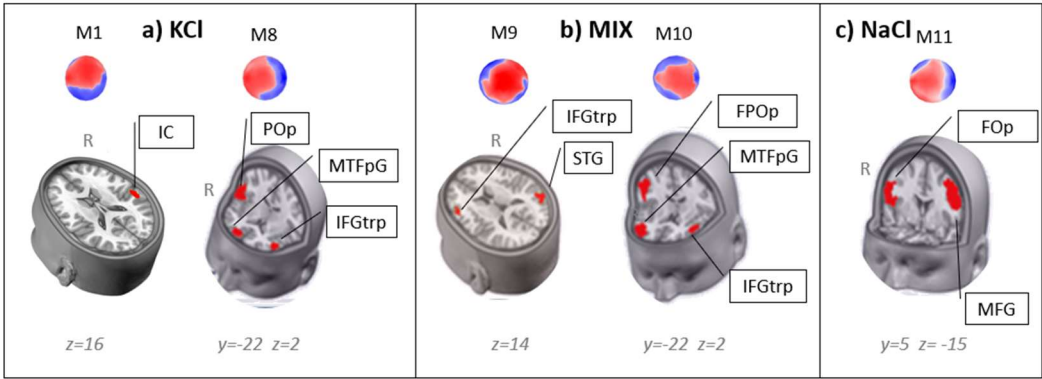 a) KCl
M1
M8
R
IC
R
POp
MTFpG
IFGtrp
z=16
y=-22 z=2
b) MIX
M9
M10
R
IFGtrp
STG
FPOp
MTFpG
IFGtrp
z=14
y=-22 z=2
c) NaCl
M11
R
FOp
MFG
y=5 z= -15